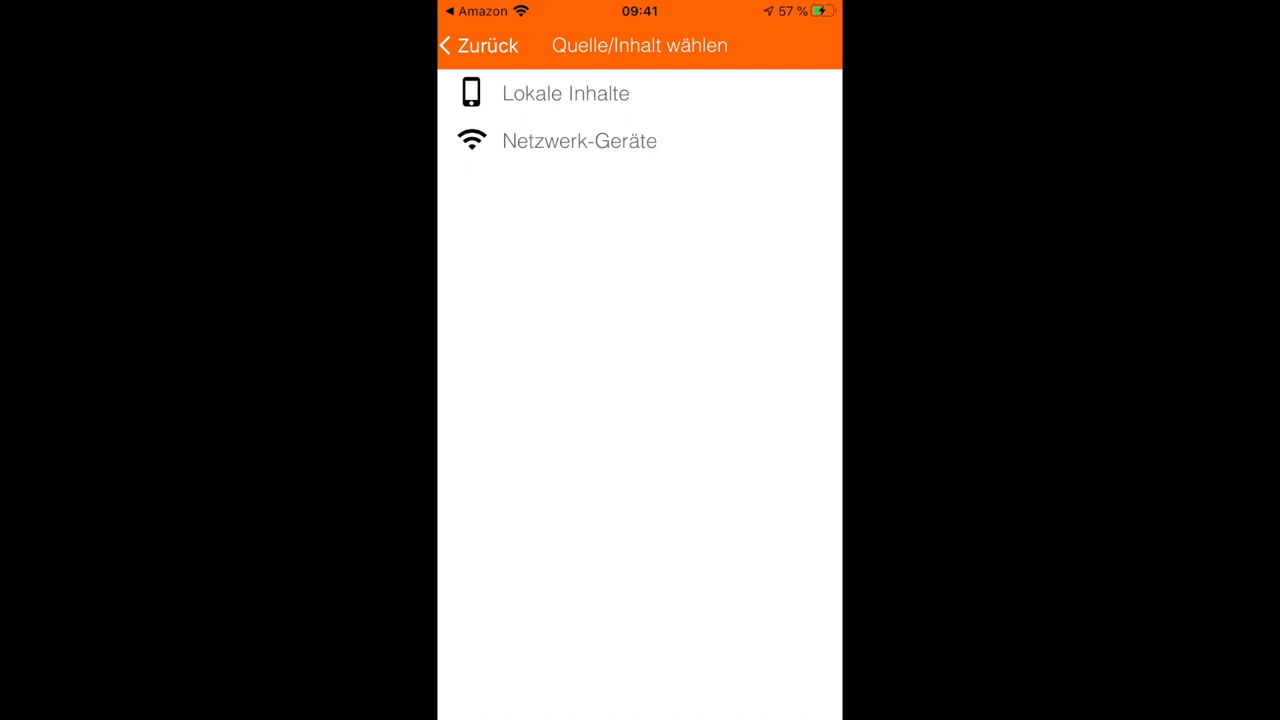 ◀ Amazon 09:41 57 %
Zurück Quelle/Inhalt wählen
Lokale Inhalte
Netzwerk-Geräte